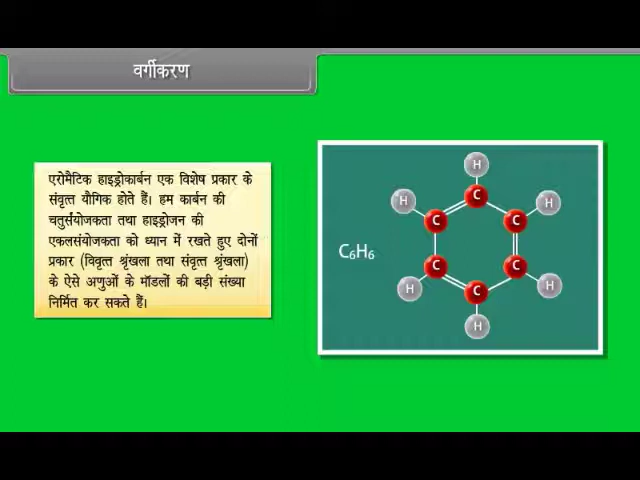 वर्गीकरण
एरोमैटिक हाइड्रोकार्बन एक विशेष प्रकार के
संवृत्त यौगिक होते हैं। हम कार्बन की
चतुर्संयोजकता तथा हाइड्रोजन की
एकलसंयोजकता को ध्यान में रखते हुए दोनों
प्रकार (विवृत्त श्रृंखला तथा संवृत्त श्रृंखला)
के ऐसे अणुओं के मॉडलों की बड़ी संख्या
निर्मित कर सकते हैं।
C₆H₆
H
H C H
C C
C C
H C H
H